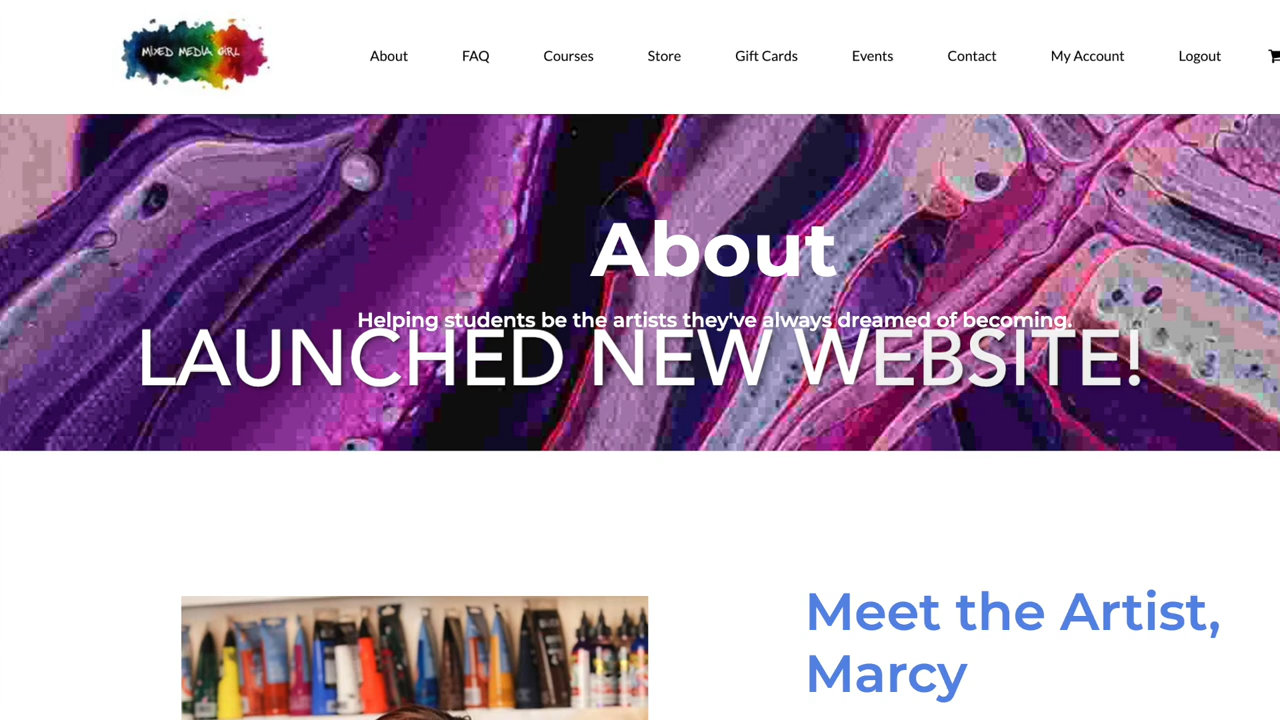 MIXED MEDIA GIRL
About
FAQ
Courses
Store
Gift Cards
Events
Contact
My Account
Logout
About
Helping students be the artists they've always dreamed of becoming.
LAUNCHED NEW WEBSITE!
Meet the Artist,
Marcy